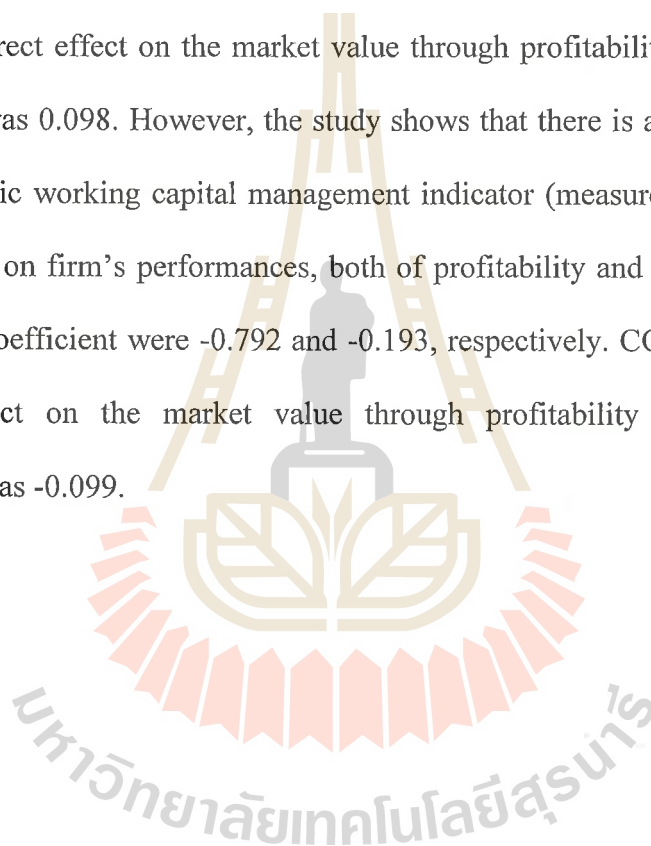 rect effect on the market value through profitabilit
as 0.098. However, the study shows that there is a
ic working capital management indicator (measure
on firm's performances, both of profitability and
oefficient were -0.792 and -0.193, respectively. CC
ct on the market value through profitability
as -0.099.
มหาวิทยาลัยเทคโนโลยีสุรนารี